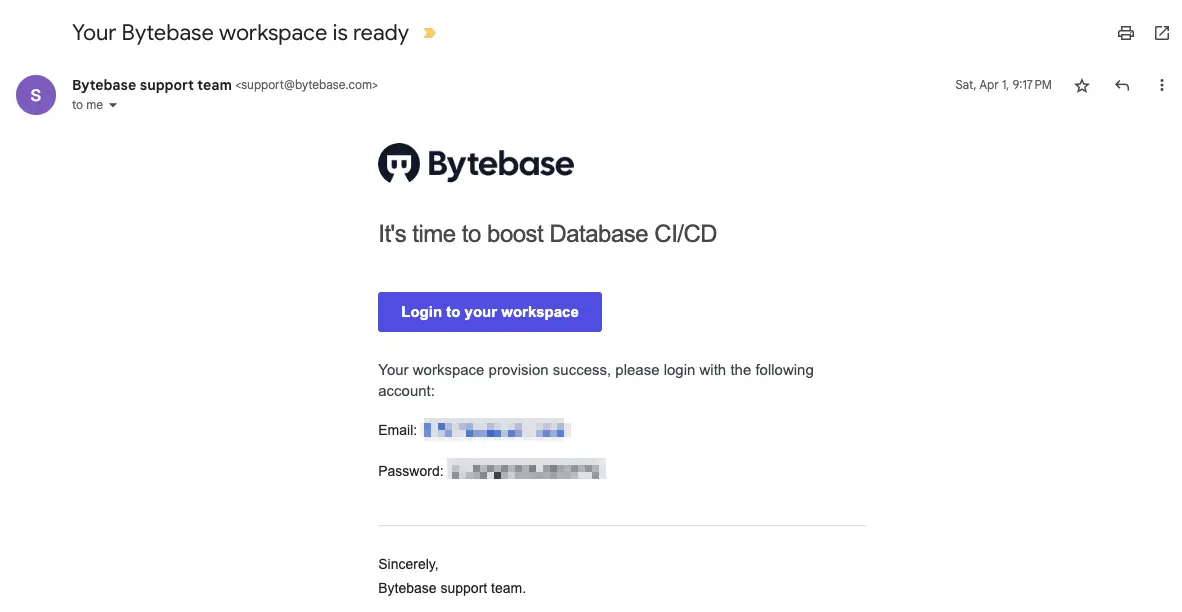 Your Bytebase workspace is ready
S
Bytebase support team <support@bytebase.com>
Sat, Apr 1, 9:17 PM
to me
Bytebase
It's time to boost Database CI/CD
Login to your workspace
Your workspace provision success, please login with the following
account:
Email:
Password:
Sincerely,
Bytebase support team.